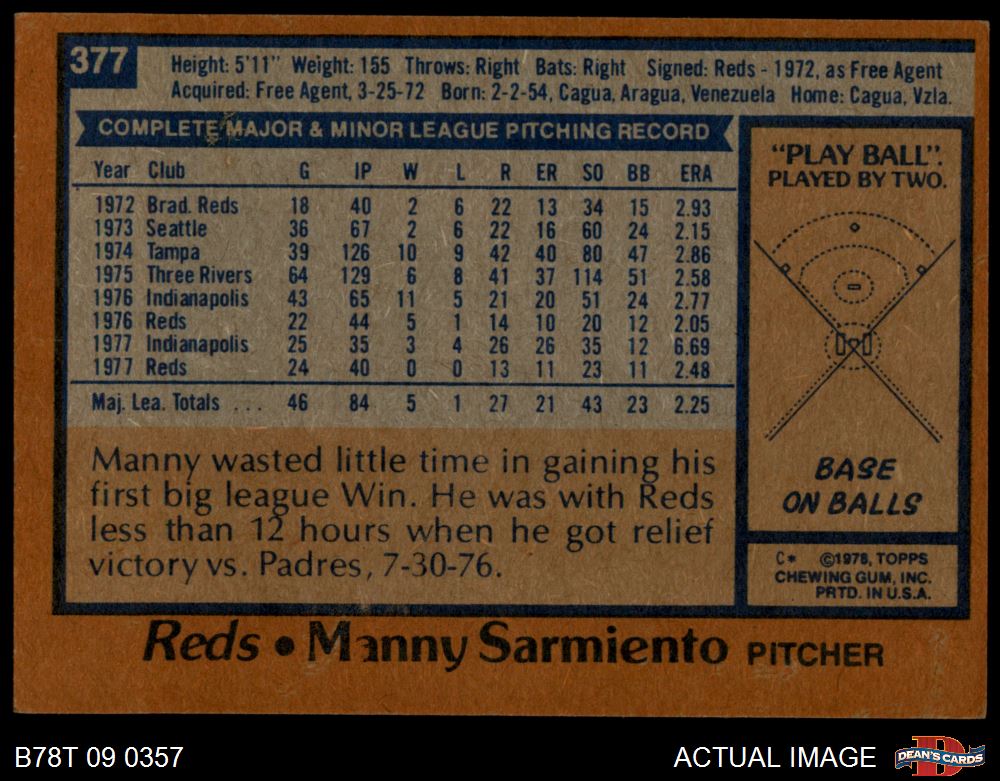 377
Height: 5'11" Weight: 155 Throws: Right Bats: Right Signed: Reds - 1972, as Free Agent
Acquired: Free Agent, 3-25-72 Born: 2-2-54, Cagua, Aragua, Venezuela Home: Cagua, Vzla.
COMPLETE MAJOR & MINOR LEAGUE PITCHING RECORD
Year Club G IP W L R ER SO BB ERA
1972 Brad. Reds 18 40 2 6 22 13 34 15 2.93
1973 Seattle 36 67 2 6 22 16 60 24 2.15
1974 Tampa 39 126 10 9 42 40 80 47 2.86
1975 Three Rivers 64 129 6 8 41 37 114 51 2.58
1976 Indianapolis 43 65 11 5 21 20 51 24 2.77
1976 Reds 22 44 5 1 14 10 20 12 2.05
1977 Indianapolis 25 35 3 4 26 26 35 12 6.69
1977 Reds 24 40 0 0 13 11 23 11 2.48
Maj. Lea. Totals ... 46 84 5 1 27 21 43 23 2.25
Manny wasted little time in gaining his
first big league Win. He was with Reds
less than 12 hours when he got relief
victory vs. Padres, 7-30-76.
"PLAY BALL".
PLAYED BY TWO.
BASE
ON BALLS
C* ©1978, TOPPS
CHEWING GUM, INC.
PRTD. IN U.S.A.
Reds • Manny Sarmiento PITCHER
B78T 09 0357
ACTUAL IMAGE
D
DEAN'S CARDS